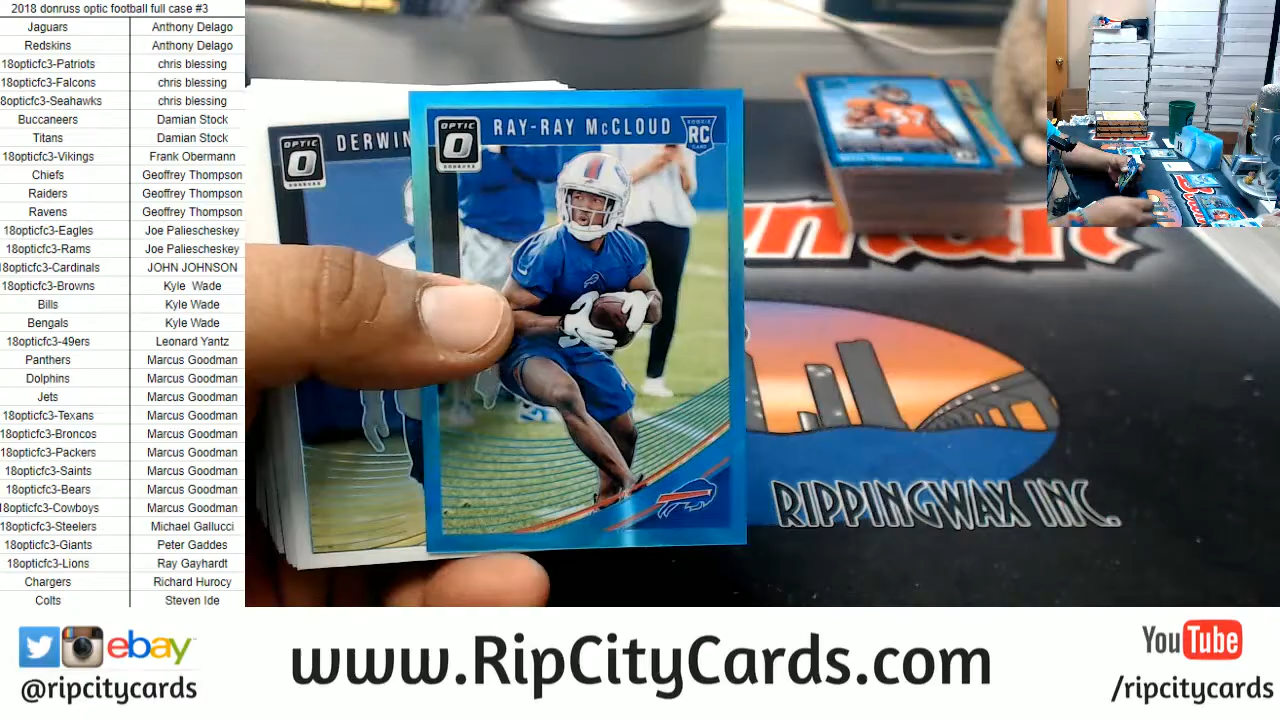 2018 donruss optic football full case #3
Jaguars Anthony Delago
Redskins Anthony Delago
18opticfc3-Patriots chris blessing
18opticfc3-Falcons chris blessing
8opticfc3-Seahawks chris blessing
Buccaneers Damian Stock
Titans Damian Stock
18opticfc3-Vikings Frank Obermann
Chiefs Geoffrey Thompson
Raiders Geoffrey Thompson
Ravens Geoffrey Thompson
18opticfc3-Eagles Joe Paliescheskey
18opticfc3-Rams Joe Paliescheskey
18opticfc3-Cardinals JOHN JOHNSON
18opticfc3-Browns Kyle Wade
Bills Kyle Wade
Bengals Kyle Wade
18opticfc3-49ers Leonard Yantz
Panthers Marcus Goodman
Dolphins Marcus Goodman
Jets Marcus Goodman
18opticfc3-Texans Marcus Goodman
18opticfc3-Broncos Marcus Goodman
18opticfc3-Packers Marcus Goodman
18opticfc3-Saints Marcus Goodman
18opticfc3-Bears Marcus Goodman
18opticfc3-Cowboys Marcus Goodman
18opticfc3-Steelers Michael Gallucci
18opticfc3-Giants Peter Gaddes
18opticfc3-Lions Ray Gayhardt
Chargers Richard Hurocy
Colts Steven Ide
OPTIC
DONRUSS
DERWIN
OPTIC
DONRUSS
RAY-RAY McCLOUD
ROOKIE
RC
CARD
RIPPINGWAX INC.
ebay
@ripcitycards
www.RipCityCards.com
YouTube
/ripcitycards